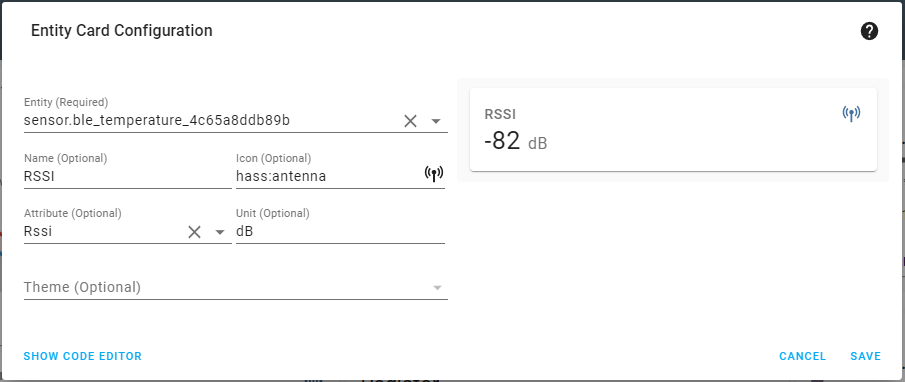 Entity Card Configuration
Entity (Required)
sensor.ble_temperature_4c65a8ddb89b
Name (Optional)
RSSI
Icon (Optional)
hass:antenna
Attribute (Optional)
Rssi
Unit (Optional)
dB
Theme (Optional)
RSSI
-82 dB
SHOW CODE EDITOR
CANCEL
SAVE